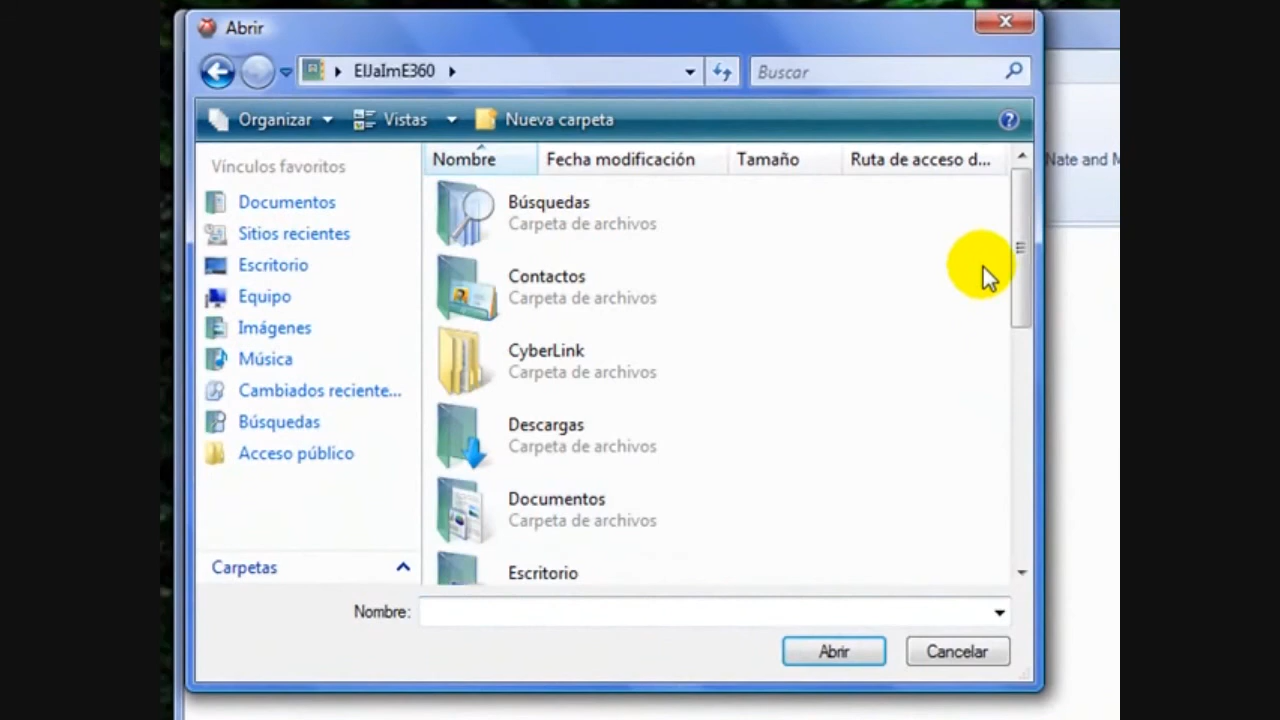 Abrir
ElJaImE360
Buscar
Organizar
Vistas
Nueva carpeta
Vínculos favoritos
Documentos
Sitios recientes
Escritorio
Equipo
Imágenes
Música
Cambiados reciente...
Búsquedas
Acceso público
Carpetas
Nombre
Fecha modificación
Tamaño
Ruta de acceso d...
Nate and M
Búsquedas
Carpeta de archivos
Contactos
Carpeta de archivos
CyberLink
Carpeta de archivos
Descargas
Carpeta de archivos
Documentos
Carpeta de archivos
Escritorio
Nombre:
Abrir
Cancelar